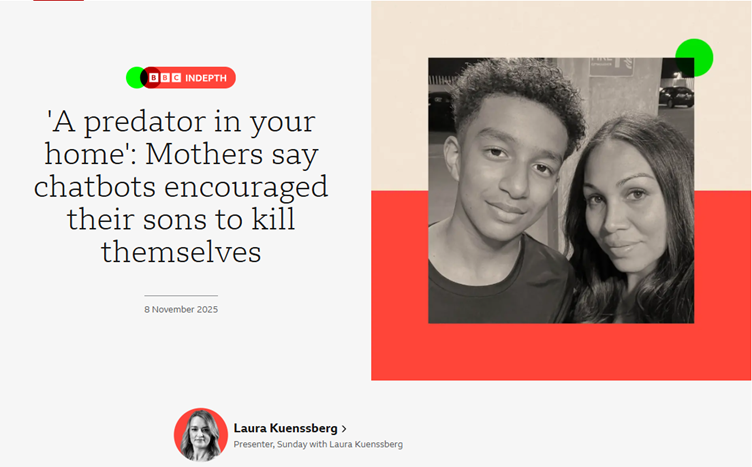 BBC INDEPTH
'A predator in your
home': Mothers say
chatbots encouraged
their sons to kill
themselves
8 November 2025
Laura Kuenssberg
Presenter, Sunday with Laura Kuenssberg